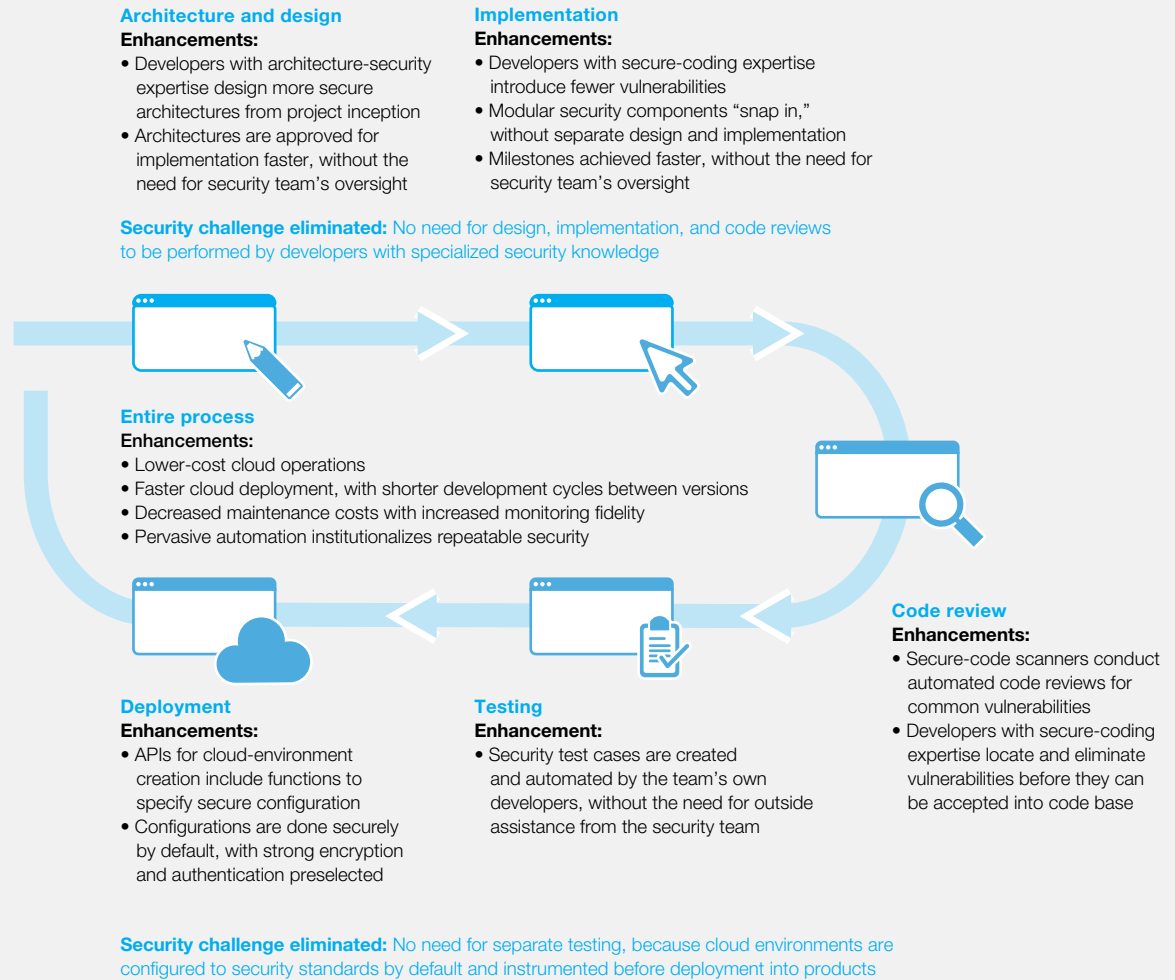 Architecture and design
Enhancements:
• Developers with architecture-security
expertise design more secure
architectures from project inception
• Architectures are approved for
implementation faster, without the
need for security team’s oversight
Implementation
Enhancements:
• Developers with secure-coding expertise
introduce fewer vulnerabilities
• Modular security components “snap in,”
without separate design and implementation
• Milestones achieved faster, without the need for
security team’s oversight
Security challenge eliminated: No need for design, implementation, and code reviews
to be performed by developers with specialized security knowledge
Entire process
Enhancements:
• Lower-cost cloud operations
• Faster cloud deployment, with shorter development cycles between versions
• Decreased maintenance costs with increased monitoring fidelity
• Pervasive automation institutionalizes repeatable security
Code review
Enhancements:
• Secure-code scanners conduct
automated code reviews for
common vulnerabilities
• Developers with secure-coding
expertise locate and eliminate
vulnerabilities before they can
be accepted into code base
Deployment
Enhancements:
• APIs for cloud-environment
creation include functions to
specify secure configuration
• Configurations are done securely
by default, with strong encryption
and authentication preselected
Testing
Enhancement:
• Security test cases are created
and automated by the team’s own
developers, without the need for outside
assistance from the security team
Security challenge eliminated: No need for separate testing, because cloud environments are
configured to security standards by default and instrumented before deployment into products